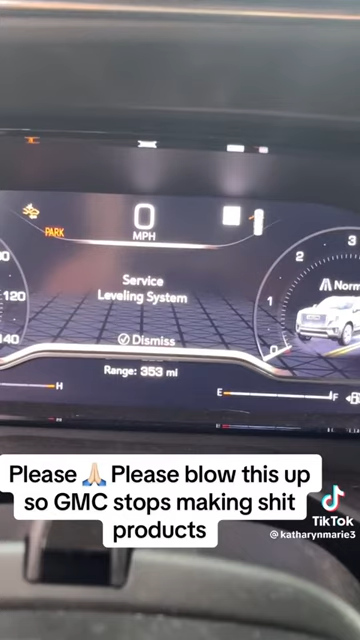 0
MPH
PARK
Service
Leveling System
Dismiss
Range: 353 mi
120
140
H
E
F
3
2
1
0
Norm
Please 🙏🏻 Please blow this up
so GMC stops making shit
products
TikTok
@katharynmarie3